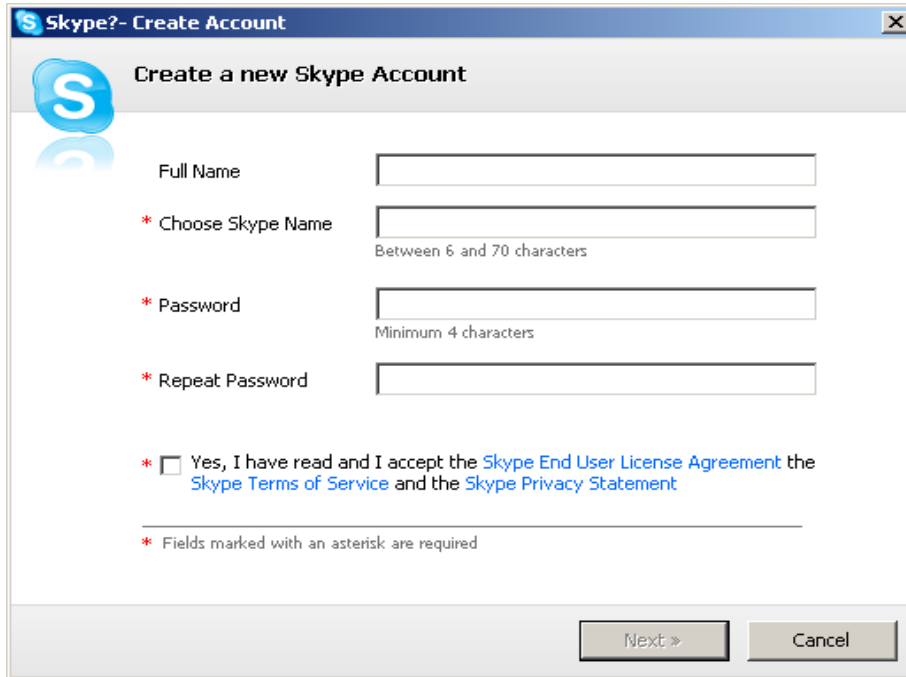 Skype?- Create Account
Create a new Skype Account
Full Name
* Choose Skype Name
Between 6 and 70 characters
* Password
Minimum 4 characters
* Repeat Password
* Yes, I have read and I accept the Skype End User License Agreement the
Skype Terms of Service and the Skype Privacy Statement
* Fields marked with an asterisk are required
Next »
Cancel